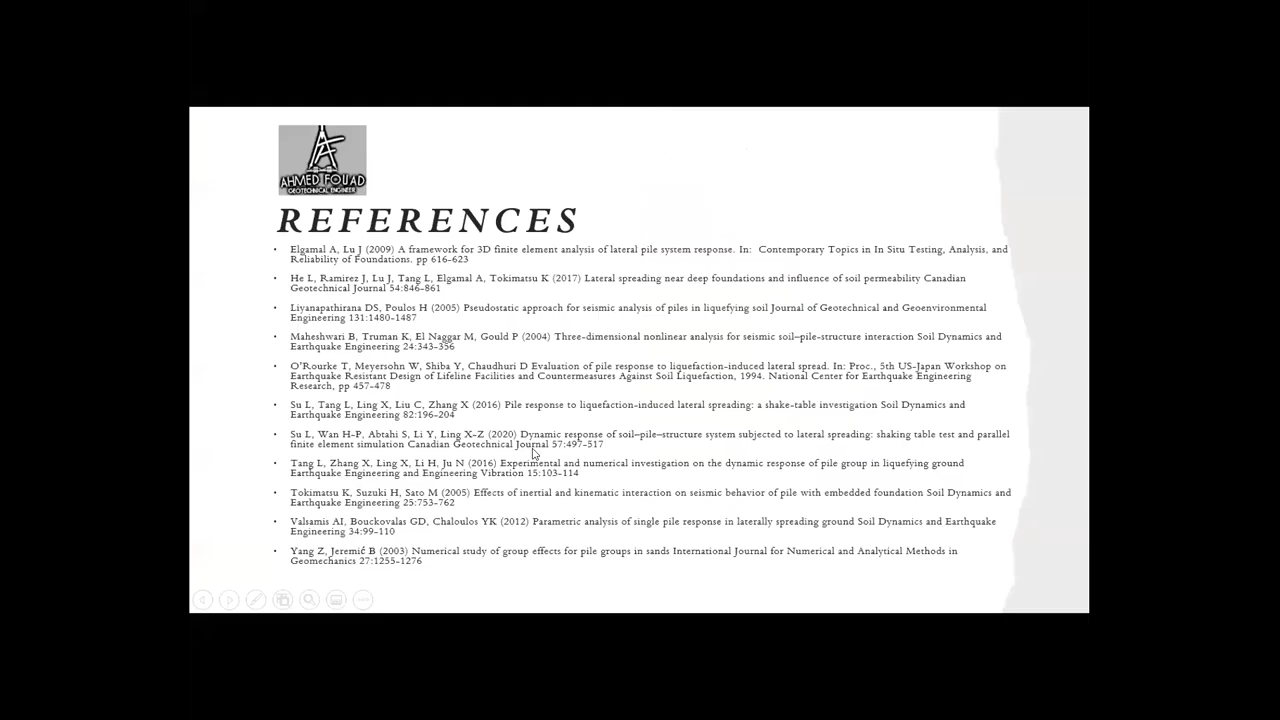 AHMED FOUAD
GEOTECHNICAL ENGINEER
REFERENCES
• Elgamal A, Lu J (2009) A framework for 3D finite element analysis of lateral pile system response. In:  Contemporary Topics in In Situ Testing, Analysis, and
Reliability of Foundations. pp 616-623
• He L, Ramirez J, Lu J, Tang L, Elgamal A, Tokimatsu K (2017) Lateral spreading near deep foundations and influence of soil permeability Canadian
Geotechnical Journal 54:846-861
• Liyanapathirana DS, Poulos H (2005) Pseudostatic approach for seismic analysis of piles in liquefying soil Journal of Geotechnical and Geoenvironmental
Engineering 131:1480-1487
• Maheshwari B, Truman K, El Naggar M, Gould P (2004) Three-dimensional nonlinear analysis for seismic soil–pile-structure interaction Soil Dynamics and
Earthquake Engineering 24:343-356
• O'Rourke T, Meyersohn W, Shiba Y, Chaudhuri D Evaluation of pile response to liquefaction-induced lateral spread. In: Proc., 5th US-Japan Workshop on
Earthquake Resistant Design of Lifeline Facilities and Countermeasures Against Soil Liquefaction, 1994. National Center for Earthquake Engineering
Research, pp 457-478
• Su L, Tang L, Ling X, Liu C, Zhang X (2016) Pile response to liquefaction-induced lateral spreading: a shake-table investigation Soil Dynamics and
Earthquake Engineering 82:196-204
• Su L, Wan H-P, Abtahi S, Li Y, Ling X-Z (2020) Dynamic response of soil–pile–structure system subjected to lateral spreading: shaking table test and parallel
finite element simulation Canadian Geotechnical Journal 57:497-517
• Tang L, Zhang X, Ling X, Li H, Ju N (2016) Experimental and numerical investigation on the dynamic response of pile group in liquefying ground
Earthquake Engineering and Engineering Vibration 15:103-114
• Tokimatsu K, Suzuki H, Sato M (2005) Effects of inertial and kinematic interaction on seismic behavior of pile with embedded foundation Soil Dynamics and
Earthquake Engineering 25:753-762
• Valsamis AI, Bouckovalas GD, Chaloulos YK (2012) Parametric analysis of single pile response in laterally spreading ground Soil Dynamics and Earthquake
Engineering 34:99-110
• Yang Z, Jeremić B (2003) Numerical study of group effects for pile groups in sands International Journal for Numerical and Analytical Methods in
Geomechanics 27:1255-1276